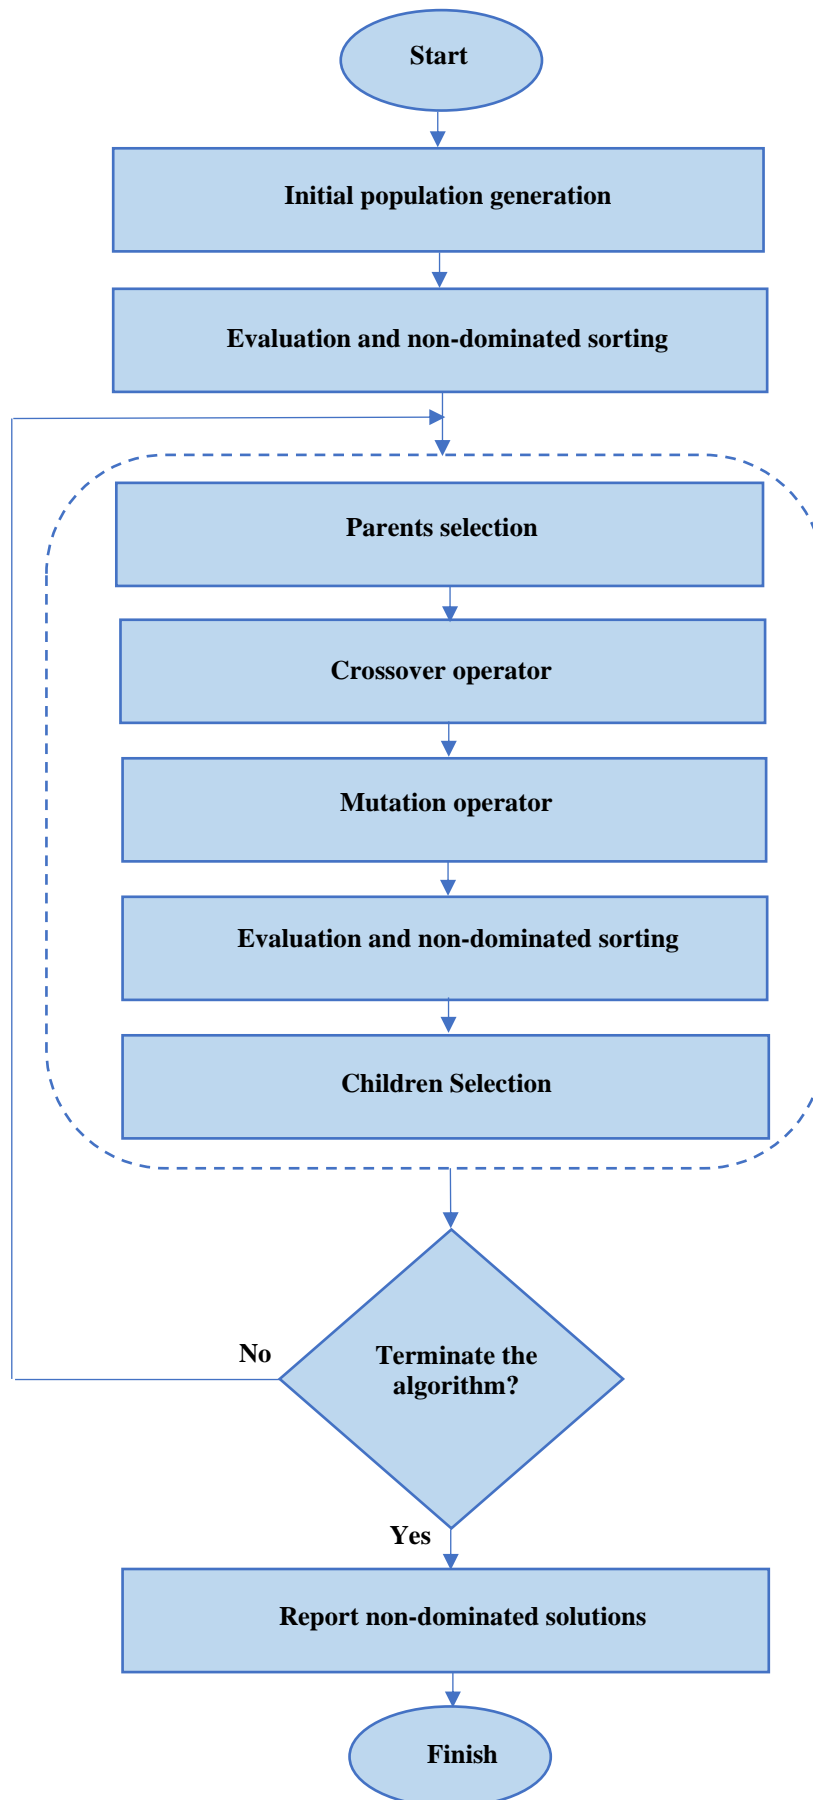 Start
Initial population generation
Evaluation and non-dominated sorting
Parents selection
Crossover operator
Mutation operator
Evaluation and non-dominated sorting
Children Selection
No
Terminate the
algorithm?
Yes
Report non-dominated solutions
Finish